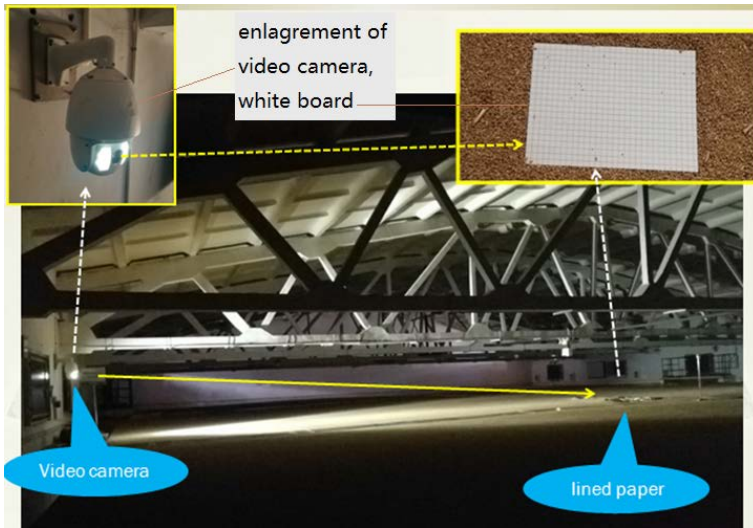 enlagrement of
video camera,
white board
Video camera
lined paper